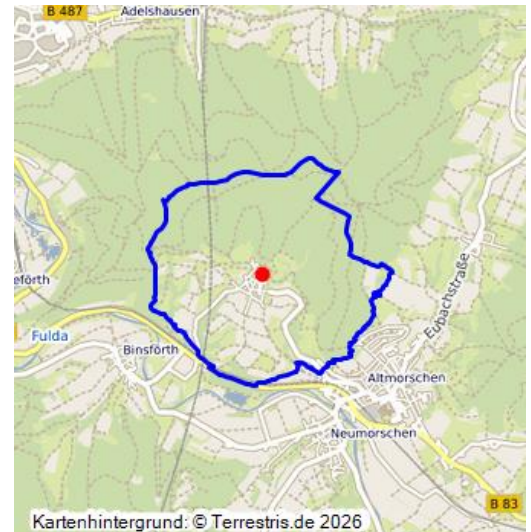 B 487
Adelshausen
Eubachstraße
eförth
Fulda
Binsförth
Altmorschen
Neumorschen
B 83
Kartenhintergrund: © Terrestris.de 2026